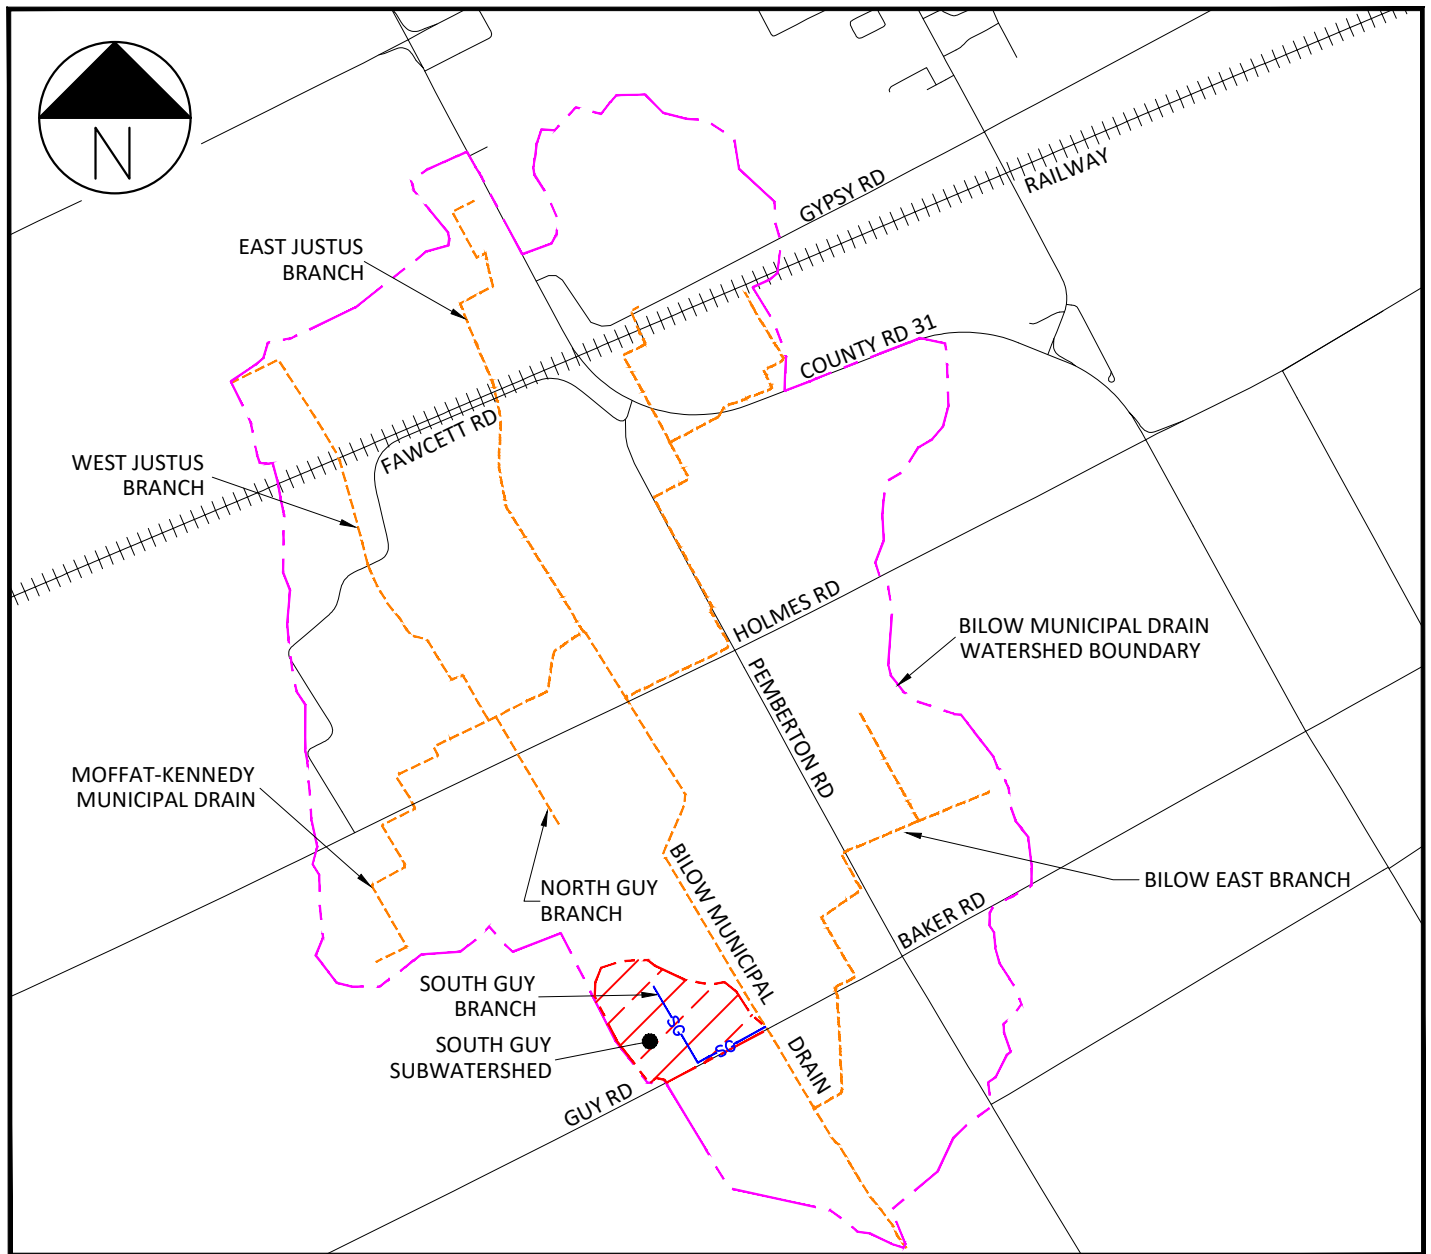 N
GYPSY RD
RAILWAY
EAST JUSTUS
BRANCH
COUNTY RD 31
FAWCETT RD
WEST JUSTUS
BRANCH
HOLMES RD
BILOW MUNICIPAL DRAIN
WATERSHED BOUNDARY
PEMBERTON RD
MOFFAT-KENNEDY
MUNICIPAL DRAIN
BILOW MUNICIPAL
DRAIN
NORTH GUY
BRANCH
BILOW EAST BRANCH
BAKER RD
SOUTH GUY
BRANCH
SG
SG
SOUTH GUY
SUBWATERSHED
GUY RD